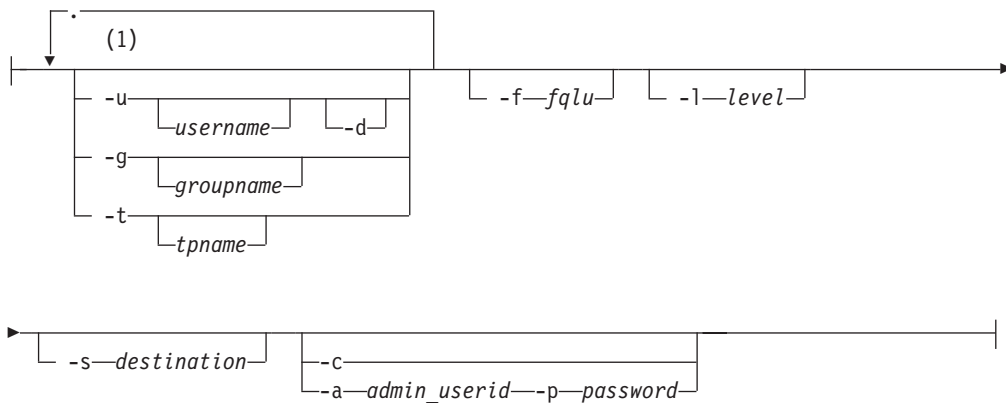 .
(1)
-u username -d
-f fqlu
-l level
-g groupname
-t tpname
-s destination
-c
-a admin_userid -p password